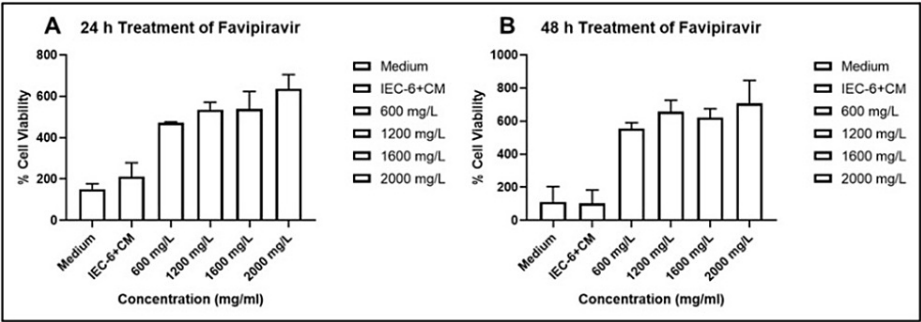 A 24 h Treatment of Favipiravir
% Cell Viability
800
600
400
200
0
Medium
IEC-6+CM
600 mg/L
1200 mg/L
1600 mg/L
2000 mg/L
Concentration (mg/ml)
Medium
IEC-6+CM
600 mg/L
1200 mg/L
1600 mg/L
2000 mg/L
B 48 h Treatment of Favipiravir
% Cell Viability
1000
800
600
400
200
0
Medium
IEC-6+CM
600 mg/L
1200 mg/L
1600 mg/L
2000 mg/L
Concentration (mg/ml)
Medium
IEC-6+CM
600 mg/L
1200 mg/L
1600 mg/L
2000 mg/L